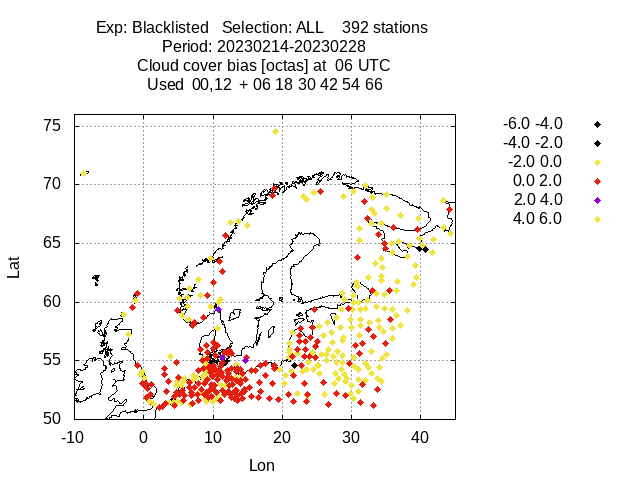 Exp: Blacklisted Selection: ALL 392 stations
Period: 20230214-20230228
Cloud cover bias [octas] at 06 UTC
Used 00,12 + 06 18 30 42 54 66
-6.0 -4.0
-4.0 -2.0
-2.0 0.0
0.0 2.0
2.0 4.0
4.0 6.0
75
70
65
60
55
50
Lat
-10 0 10 20 30 40
Lon